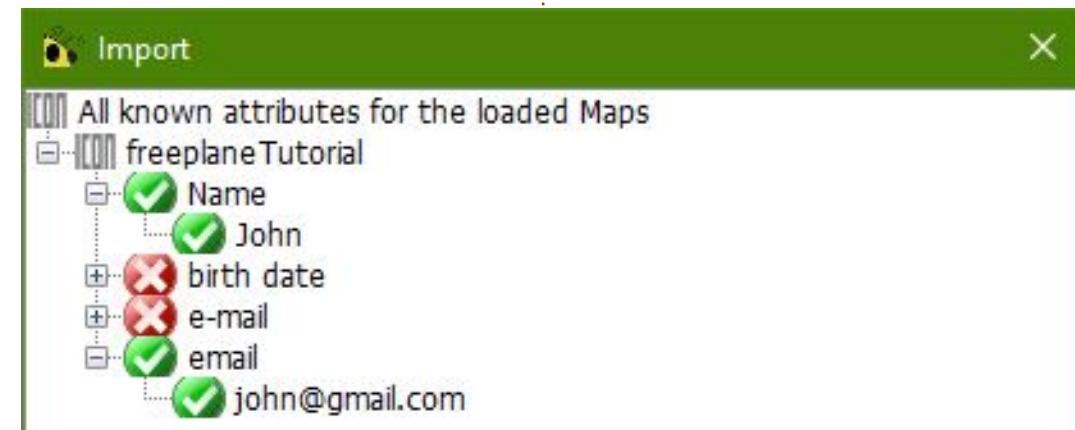 Import
All known attributes for the loaded Maps
freeplaneTutorial
Name
John
birth date
e-mail
email
john@gmail.com